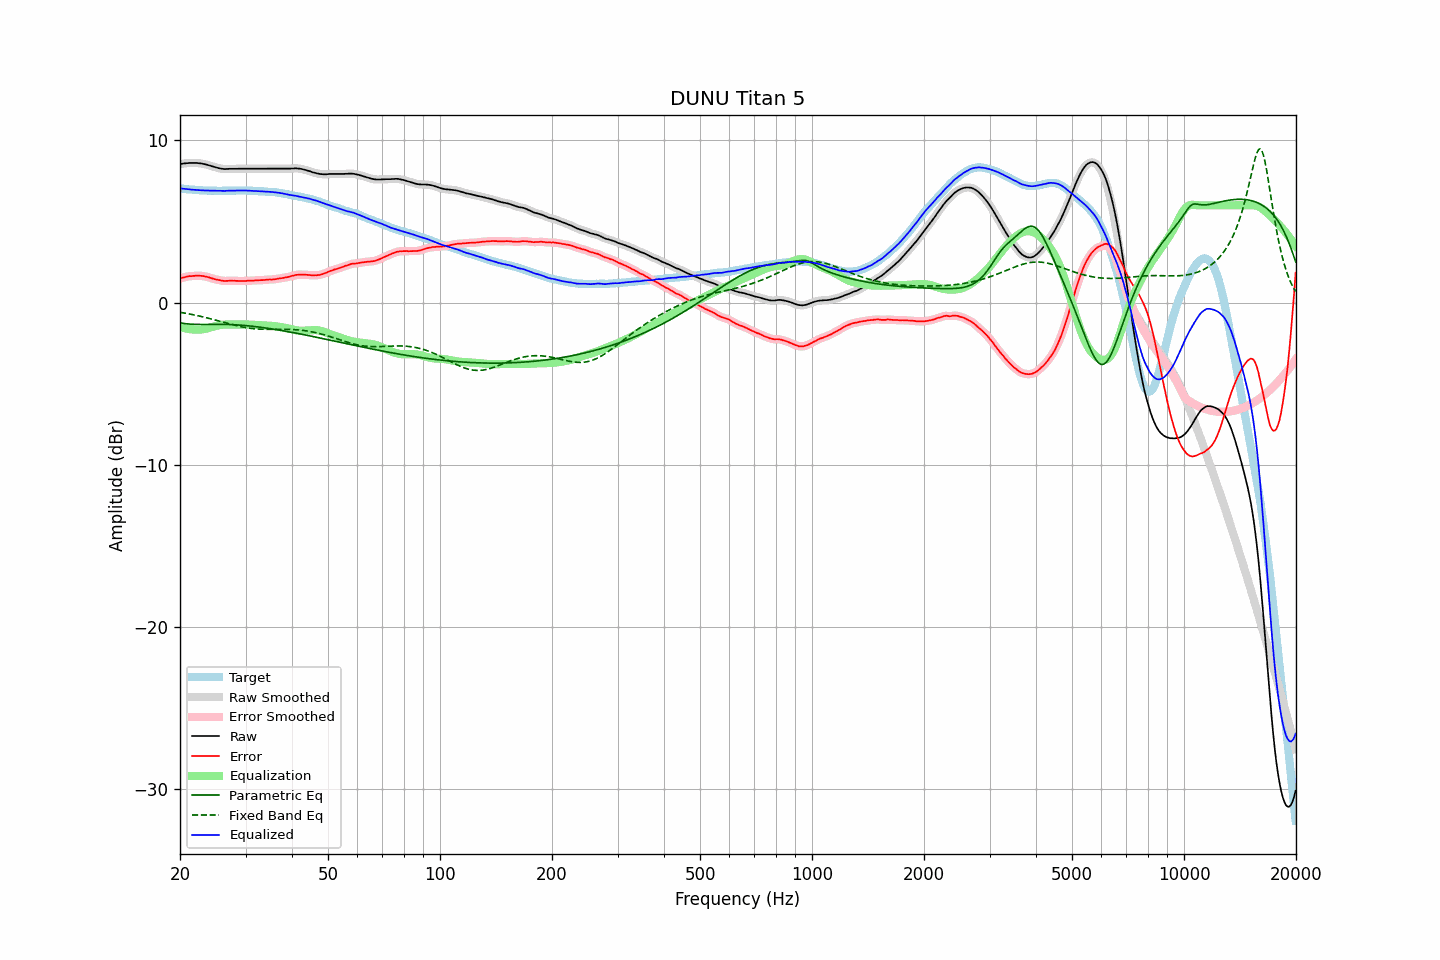 DUNU Titan 5
Amplitude (dBr)
10
0
−10
−20
−30
Target
Raw Smoothed
Error Smoothed
Raw
Error
Equalization
Parametric Eq
Fixed Band Eq
Equalized
20 50 100 200 500 1000 2000 5000 10000 20000
Frequency (Hz)